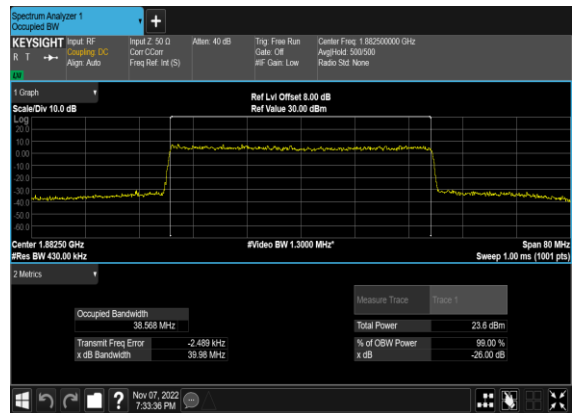 Spectrum Analyzer 1
Occupied BW
KEYSIGHT
R T
LW
Input: RF
Coupling: DC
Align: Auto
Input Z: 50 Ω
Corr CCorr
Freq Ref: Int (S)
Atten: 40 dB
Trig: Free Run
Gate: Off
#IF Gain: Low
Center Freq: 1.882500000 GHz
Avg|Hold: 500/500
Radio Std: None
1 Graph
Scale/Div 10.0 dB
Ref Lvl Offset 8.00 dB
Ref Value 30.00 dBm
Log
20.0
10.0
0.00
-10.0
-20.0
-30.0
-40.0
-50.0
-60.0
Center 1.88250 GHz
#Res BW 430.00 kHz
#Video BW 1.3000 MHz*
Span 80 MHz
Sweep 1.00 ms (1001 pts)
2 Metrics
Measure Trace Trace 1
Occupied Bandwidth
38.568 MHz
Total Power 23.6 dBm
Transmit Freq Error -2.489 kHz
% of OBW Power 99.00 %
x dB Bandwidth 39.98 MHz
x dB -26.00 dB
?
Nov 07, 2022
7:33:36 PM